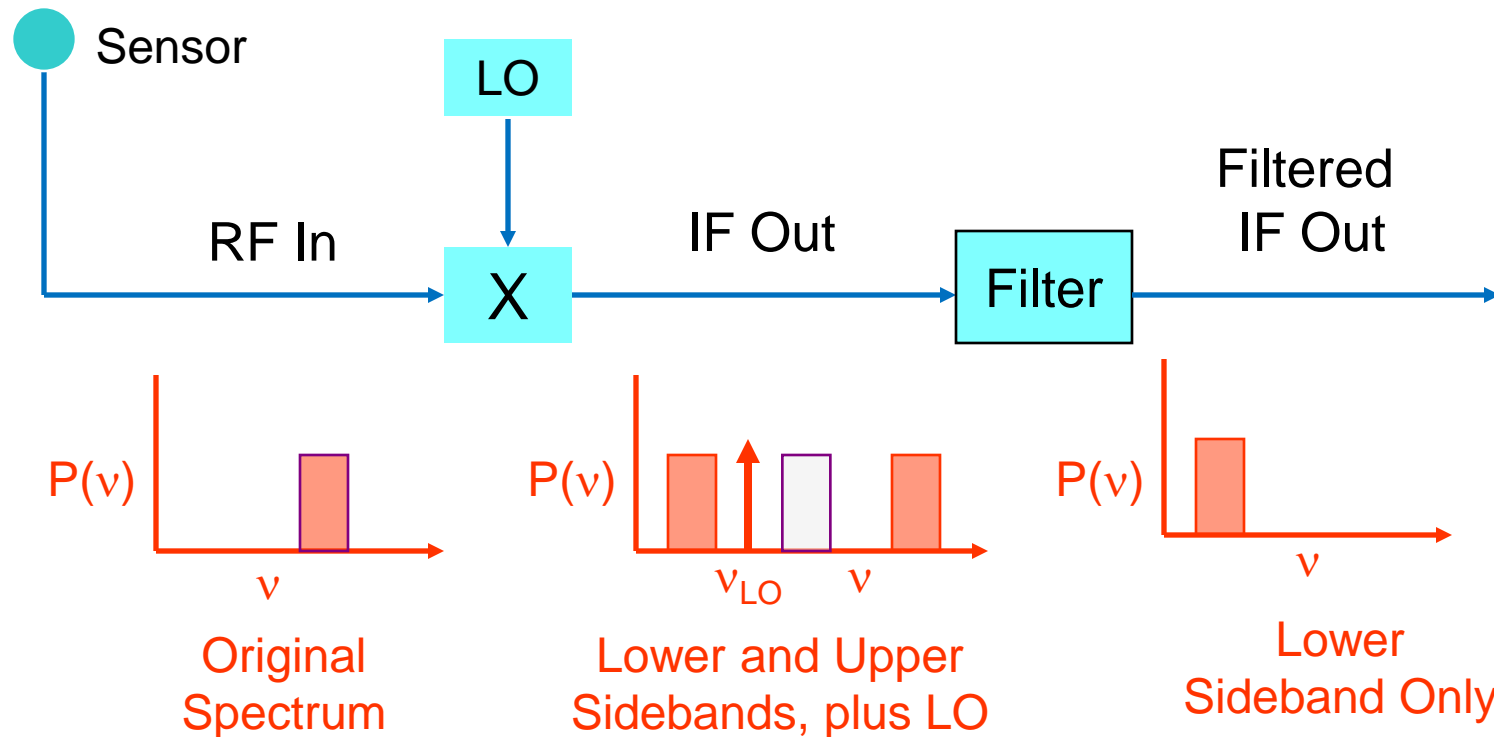 Sensor
LO
RF In
X
IF Out
Filter
Filtered
IF Out
P(ν)
ν
Original
Spectrum
P(ν)
ν_LO
ν
Lower and Upper
Sidebands, plus LO
P(ν)
ν
Lower
Sideband Only